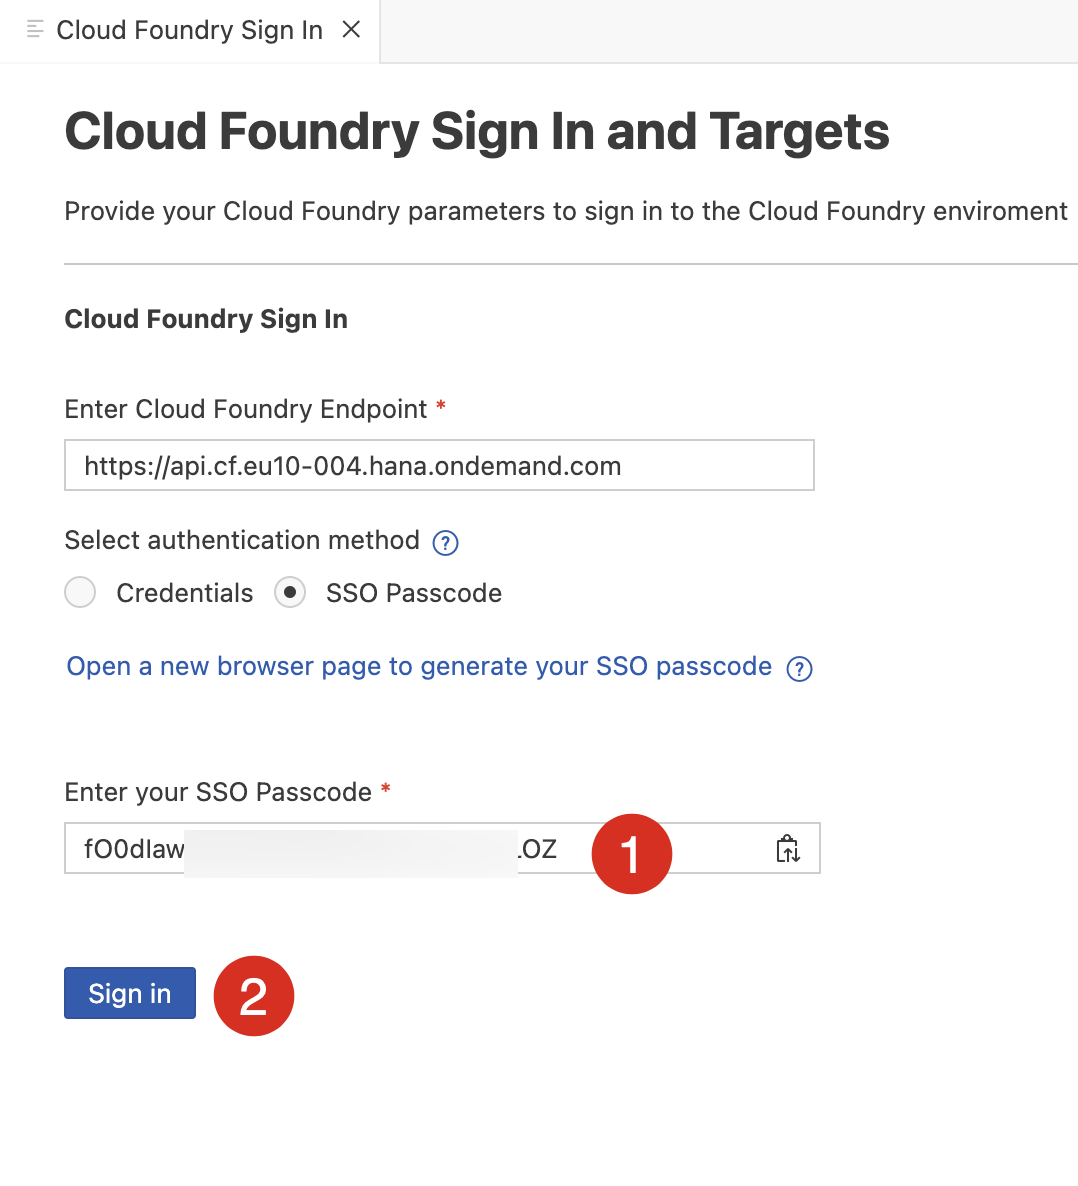 Cloud Foundry Sign In
Cloud Foundry Sign In and Targets
Provide your Cloud Foundry parameters to sign in to the Cloud Foundry enviroment
Cloud Foundry Sign In
Enter Cloud Foundry Endpoint *
https://api.cf.eu10-004.hana.ondemand.com
Select authentication method ?
Credentials SSO Passcode
Open a new browser page to generate your SSO passcode ?
Enter your SSO Passcode *
1
Sign in 2